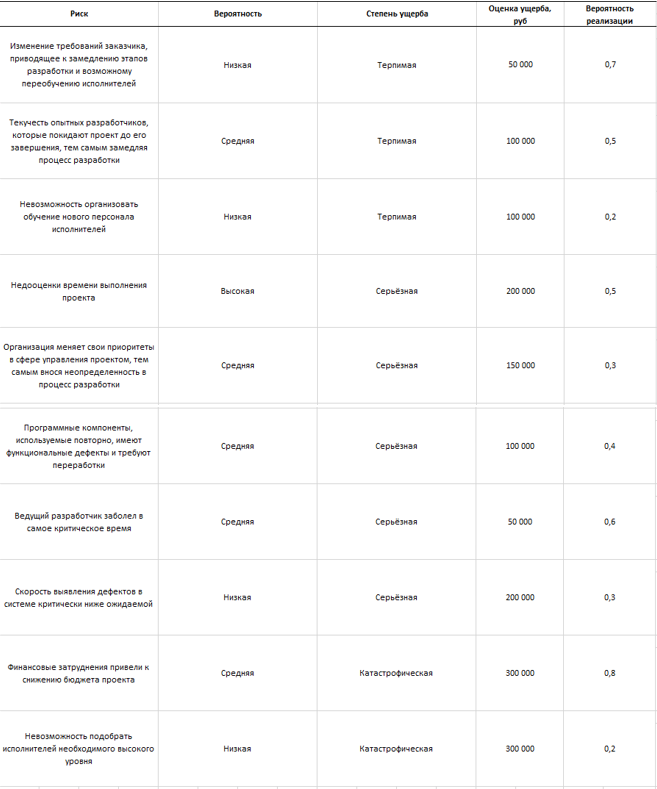 Риск Вероятность Степень ущерба Оценка ущерба, руб Вероятность реализации
Изменение требований заказчика,
приводящее к замедлению этапов
разработки и возможному
переобучению исполнителей
Низкая Терпимая 50 000 0,7
Текучесть опытных разработчиков,
которые покидают проект до его
завершения, тем самым замедляя
процесс разработки
Средняя Терпимая 100 000 0,5
Невозможность организовать
обучение нового персонала
исполнителей
Низкая Терпимая 100 000 0,2
Недооценки времени выполнения
проекта
Высокая Серьёзная 200 000 0,5
Организация меняет свои приоритеты
в сфере управления проектом, тем
самым внося неопределенность в
процесс разработки
Средняя Серьёзная 150 000 0,3
Программные компоненты,
используемые повторно, имеют
функциональные дефекты и требуют
переработки
Средняя Серьёзная 100 000 0,4
Ведущий разработчик заболел в
самое критическое время
Средняя Серьёзная 50 000 0,6
Скорость выявления дефектов в
системе критически ниже ожидаемой
Низкая Серьёзная 200 000 0,3
Финансовые затруднения привели к
снижению бюджета проекта
Средняя Катастрофическая 300 000 0,8
Невозможность подобрать
исполнителей необходимого высокого
уровня
Низкая Катастрофическая 300 000 0,2